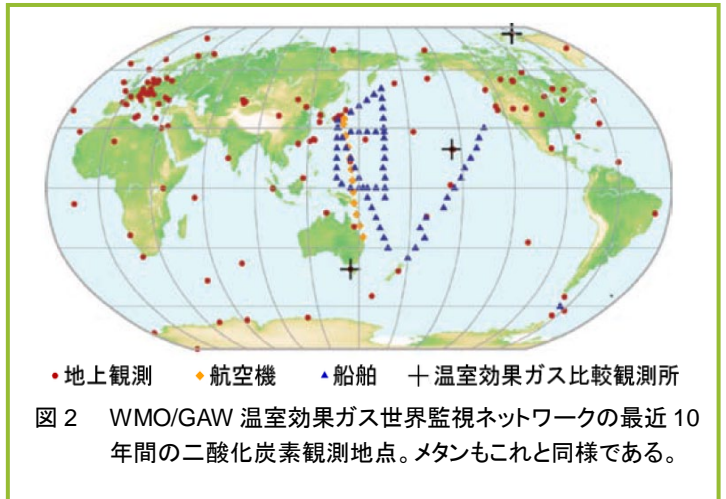 ・地上観測 ◆航空機 ▲船舶 ＋温室効果ガス比較観測所
図 2 WMO/GAW 温室効果ガス世界監視ネットワークの最近 10
年間の二酸化炭素観測地点。メタンもこれと同様である。